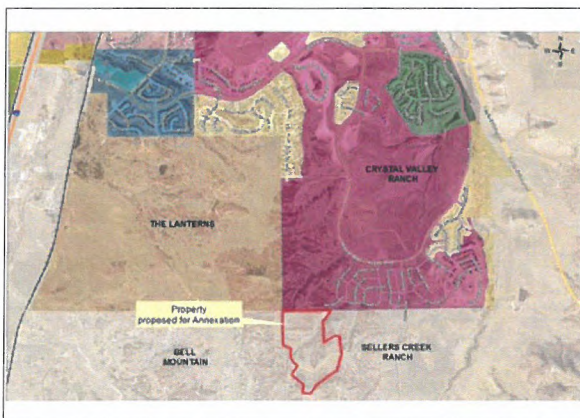 CRYSTAL VALLEY
RANCH
THE LANTERNS
Property
proposed for Annexation
BELL
MOUNTAIN
SELLERS CREEK
RANCH